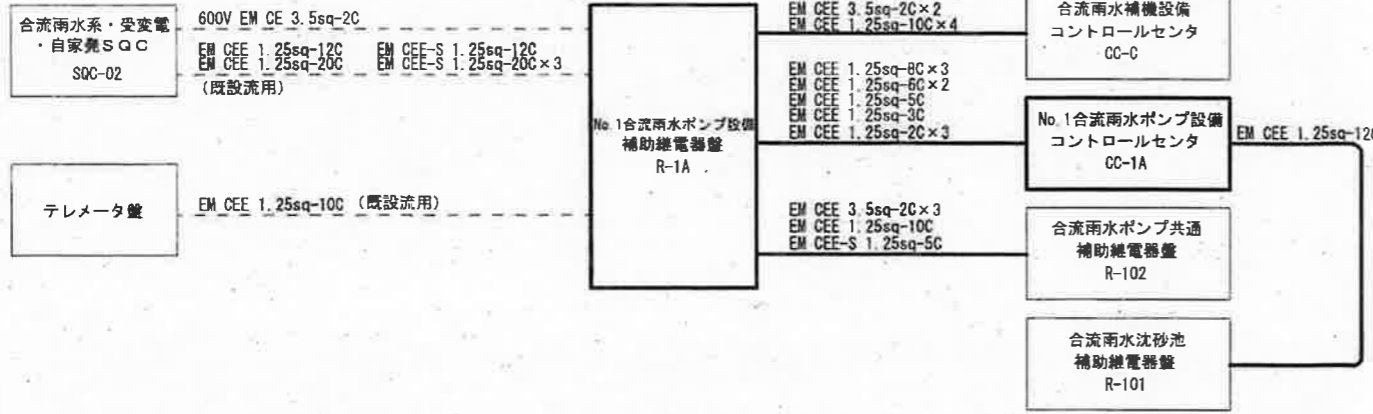 合流雨水系・受変電
・自家発SQC
SQC-02
600V EM CE 3.5sq-2C
EM CEE 1.25sq-12C　EM CEE-S 1.25sq-12C
EM CEE 1.25sq-20C　EM CEE-S 1.25sq-20C×3
(既設流用)
テレメータ盤
EM CEE 1.25sq-10C (既設流用)
No.1合流雨水ポンプ設備
補助継電器盤
R-1A
EM CEE 3.5sq-2C×2
EM CEE 1.25sq-10C×4
合流雨水補機設備
コントロールセンタ
CC-C
EM CEE 1.25sq-8C×3
EM CEE 1.25sq-6C×2
EM CEE 1.25sq-5C
EM CEE 1.25sq-3C
EM CEE 1.25sq-2C×3
No.1合流雨水ポンプ設備
コントロールセンタ
CC-1A
EM CEE 1.25sq-12C
EM CEE 3.5sq-2C×3
EM CEE 1.25sq-10C
EM CEE-S 1.25sq-5C
合流雨水ポンプ共通
補助継電器盤
R-102
合流雨水沈砂池
補助継電器盤
R-101